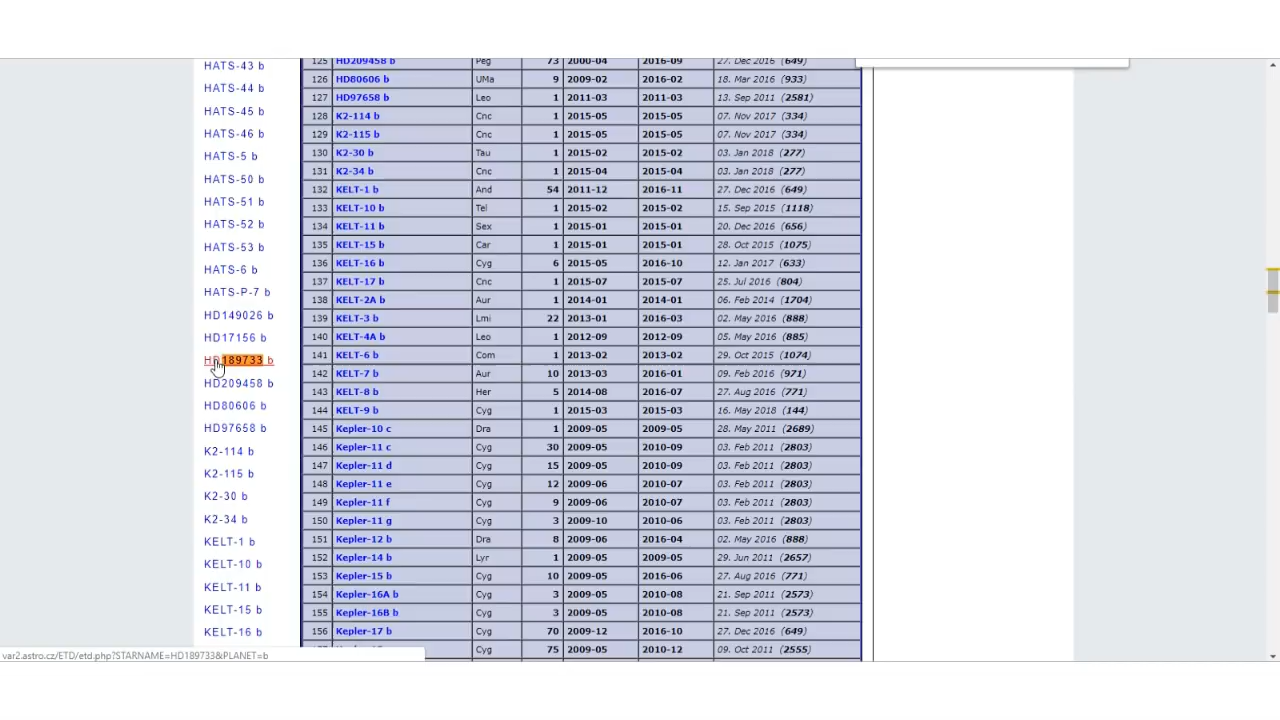 HATS-43 b
HATS-44 b
HATS-45 b
HATS-46 b
HATS-5 b
HATS-50 b
HATS-51 b
HATS-52 b
HATS-53 b
HATS-6 b
HATS-P-7 b
HD149026 b
HD17156 b
HD189733 b
HD209458 b
HD80606 b
HD97658 b
K2-114 b
K2-115 b
K2-30 b
K2-34 b
KELT-1 b
KELT-10 b
KELT-11 b
KELT-15 b
KELT-16 b
125 HD209458 b Peg 73 2000-04 2016-09 27. Dec 2016 (649)
126 HD80606 b UMa 9 2009-02 2016-02 18. Mar 2016 (933)
127 HD97658 b Leo 1 2011-03 2011-03 13. Sep 2011 (2581)
128 K2-114 b Cnc 1 2015-05 2015-05 07. Nov 2017 (334)
129 K2-115 b Cnc 1 2015-05 2015-05 07. Nov 2017 (334)
130 K2-30 b Tau 1 2015-02 2015-02 03. Jan 2018 (277)
131 K2-34 b Cnc 1 2015-04 2015-04 03. Jan 2018 (277)
132 KELT-1 b And 54 2011-12 2016-11 27. Dec 2016 (649)
133 KELT-10 b Tel 1 2015-02 2015-02 15. Sep 2015 (1118)
134 KELT-11 b Sex 1 2015-01 2015-01 20. Dec 2016 (656)
135 KELT-15 b Car 1 2015-01 2015-01 28. Oct 2015 (1075)
136 KELT-16 b Cyg 6 2015-05 2016-10 12. Jan 2017 (633)
137 KELT-17 b Cnc 1 2015-07 2015-07 25. Jul 2016 (804)
138 KELT-2A b Aur 1 2014-01 2014-01 06. Feb 2014 (1704)
139 KELT-3 b Lmi 22 2013-01 2016-03 02. May 2016 (888)
140 KELT-4A b Leo 1 2012-09 2012-09 05. May 2016 (885)
141 KELT-6 b Com 1 2013-02 2013-02 29. Oct 2015 (1074)
142 KELT-7 b Aur 10 2013-03 2016-01 09. Feb 2016 (971)
143 KELT-8 b Her 5 2014-08 2016-07 27. Aug 2016 (771)
144 KELT-9 b Cyg 1 2015-03 2015-03 16. May 2018 (144)
145 Kepler-10 c Dra 1 2009-05 2009-05 28. May 2011 (2689)
146 Kepler-11 c Cyg 30 2009-05 2010-09 03. Feb 2011 (2803)
147 Kepler-11 d Cyg 15 2009-05 2010-09 03. Feb 2011 (2803)
148 Kepler-11 e Cyg 12 2009-06 2010-07 03. Feb 2011 (2803)
149 Kepler-11 f Cyg 9 2009-06 2010-07 03. Feb 2011 (2803)
150 Kepler-11 g Cyg 3 2009-10 2010-06 03. Feb 2011 (2803)
151 Kepler-12 b Dra 8 2009-06 2016-04 02. May 2016 (888)
152 Kepler-14 b Lyr 1 2009-05 2009-05 29. Jun 2011 (2657)
153 Kepler-15 b Cyg 10 2009-05 2016-06 27. Aug 2016 (771)
154 Kepler-16A b Cyg 3 2009-05 2010-08 21. Sep 2011 (2573)
155 Kepler-16B b Cyg 3 2009-05 2010-08 21. Sep 2011 (2573)
156 Kepler-17 b Cyg 70 2009-12 2016-10 27. Dec 2016 (649)
Cyg 75 2009-05 2010-12 09. Oct 2011 (2555)
var2.astro.cz/ETD/etd.php?STARNAME=HD189733&PLANET=b